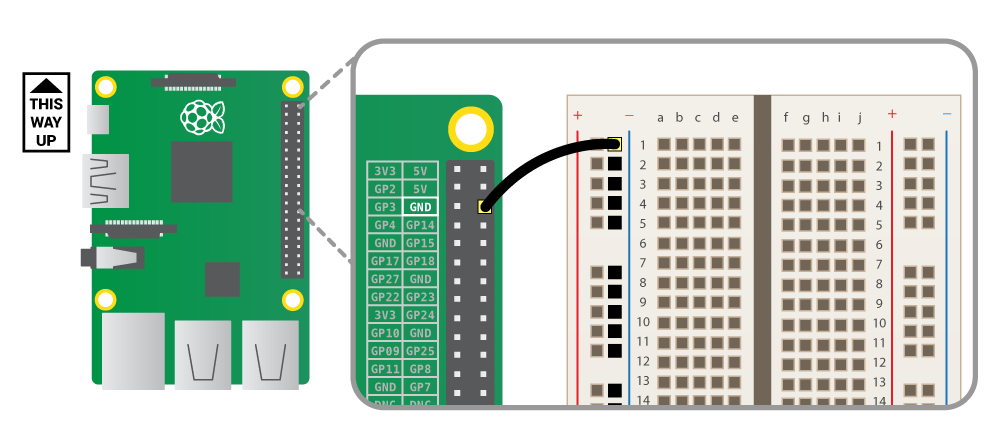 THIS
WAY
UP
3V3 5V
GP2 5V
GP3 GND
GP4 GP14
GND GP15
GP17 GP18
GP27 GND
GP22 GP23
3V3 GP24
GP10 GND
GP09 GP25
GP11 GP8
GND GP7
DNC DNC
+ − a b c d e f g h i j + −
1 1
2 2
3 3
4 4
5 5
6 6
7 7
8 8
9 9
10 10
11 11
12 12
13 13
14 14